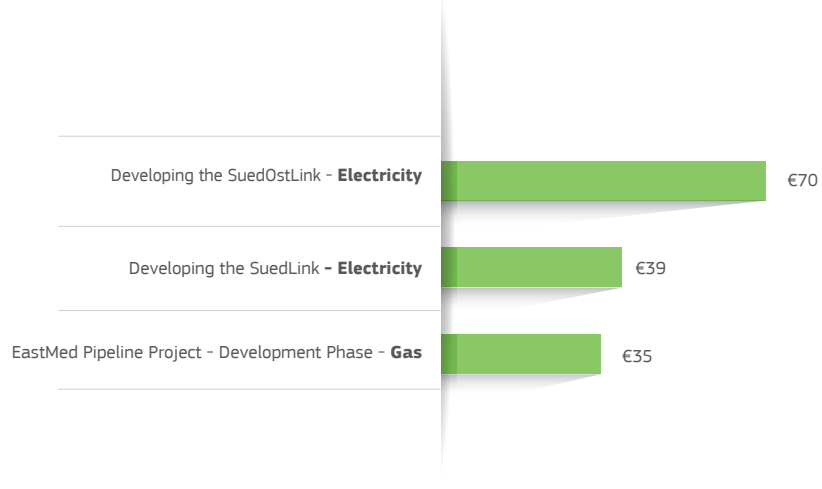 Developing the SuedOstLink - Electricity
€70
Developing the SuedLink - Electricity
€39
EastMed Pipeline Project - Development Phase - Gas
€35